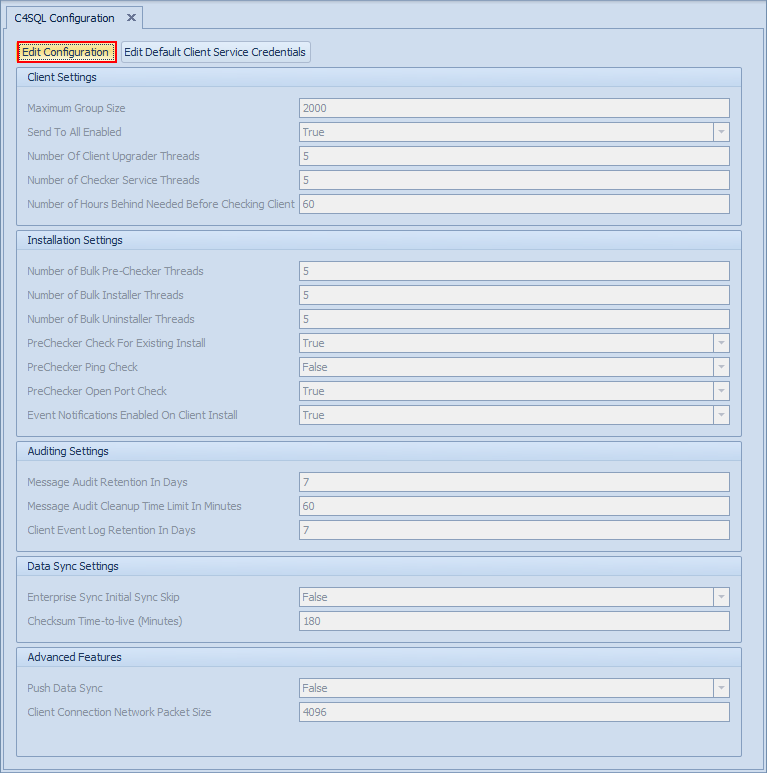 C4SQL Configuration
Edit Configuration Edit Default Client Service Credentials
Client Settings
Maximum Group Size 2000
Send To All Enabled True
Number Of Client Upgrader Threads 5
Number of Checker Service Threads 5
Number of Hours Behind Needed Before Checking Client 60
Installation Settings
Number of Bulk Pre-Checker Threads 5
Number of Bulk Installer Threads 5
Number of Bulk Uninstaller Threads 5
PreChecker Check For Existing Install True
PreChecker Ping Check False
PreChecker Open Port Check True
Event Notifications Enabled On Client Install True
Auditing Settings
Message Audit Retention In Days 7
Message Audit Cleanup Time Limit In Minutes 60
Client Event Log Retention In Days 7
Data Sync Settings
Enterprise Sync Initial Sync Skip False
Checksum Time-to-live (Minutes) 180
Advanced Features
Push Data Sync False
Client Connection Network Packet Size 4096